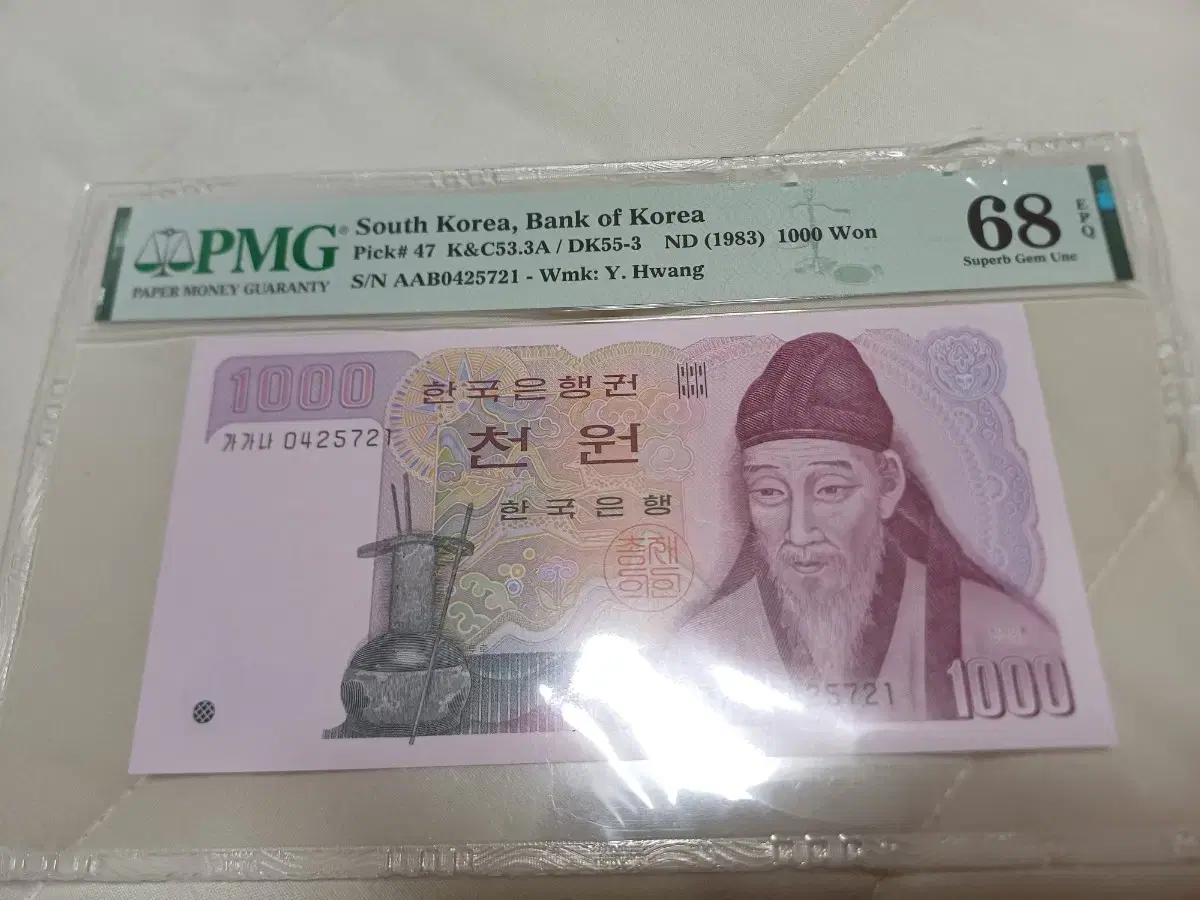 PMG®
PAPER MONEY GUARANTY
South Korea, Bank of Korea
Pick# 47 K&C53.3A / DK55-3 ND (1983) 1000 Won
S/N AAB0425721 - Wmk: Y. Hwang
68
EPQ
Superb Gem Unc
1000
한국은행권
가가나 0425721
천 원
한국은행
25721
1000